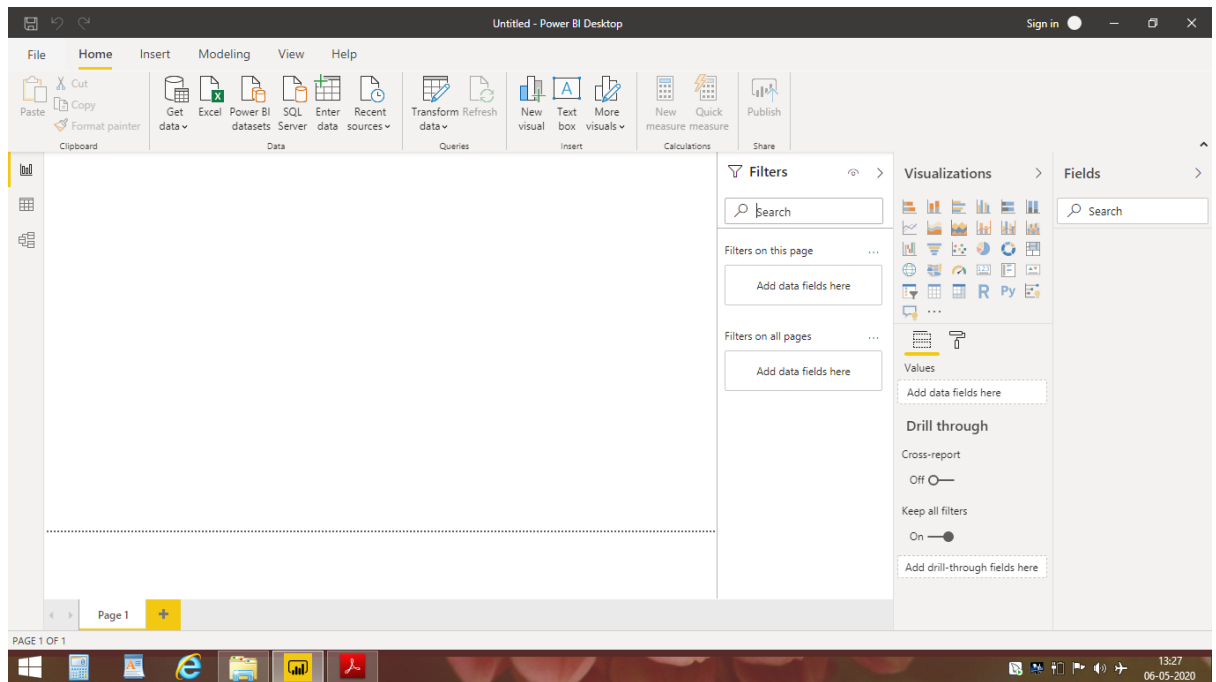 Untitled - Power BI Desktop
Sign in
File Home Insert Modeling View Help
Paste
Cut
Copy
Format painter
Clipboard
Get data
Excel
Power BI datasets
SQL Server
Enter data
Recent sources
Data
Transform data
Refresh
Queries
New visual
Text box
More visuals
Insert
New measure
Quick measure
Calculations
Publish
Share
Filters
Search
Filters on this page
Add data fields here
Filters on all pages
Add data fields here
Visualizations
123
R Py
Values
Add data fields here
Drill through
Cross-report
Off
Keep all filters
On
Add drill-through fields here
Fields
Search
Page 1
PAGE 1 OF 1
13:27
06-05-2020